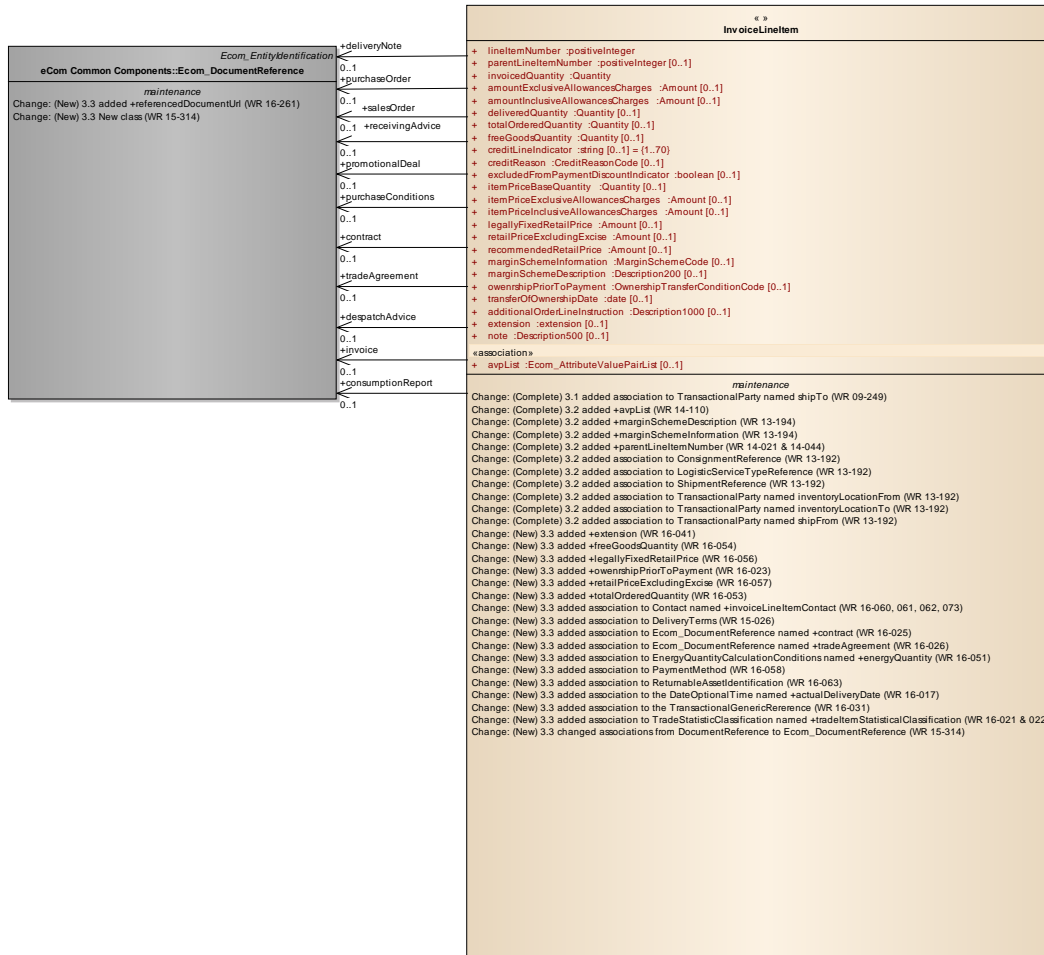 Ecom_EntityIdentification
eCom Common Components::Ecom_DocumentReference
maintenance
Change: (New) 3.3 added +referencedDocumentUrl (WR 16-261)
Change: (New) 3.3 New class (WR 15-314)
+deliveryNote
0..1
+purchaseOrder
0..1
+salesOrder
0..1
+receivingAdvice
0..1
+promotionalDeal
0..1
+purchaseConditions
0..1
+contract
0..1
+tradeAgreement
0..1
+despatchAdvice
0..1
+invoice
0..1
+consumptionReport
0..1
« »
InvoiceLineItem
+ lineItemNumber :positiveInteger
+ parentLineItemNumber :positiveInteger [0..1]
+ invoicedQuantity :Quantity
+ amountExclusiveAllowancesCharges :Amount [0..1]
+ amountInclusiveAllowancesCharges :Amount [0..1]
+ deliveredQuantity :Quantity [0..1]
+ totalOrderedQuantity :Quantity [0..1]
+ freeGoodsQuantity :Quantity [0..1]
+ creditLineIndicator :string [0..1] = {1..70}
+ creditReason :CreditReasonCode [0..1]
+ excludedFromPaymentDiscountIndicator :boolean [0..1]
+ itemPriceBaseQuantity :Quantity [0..1]
+ itemPriceExclusiveAllowancesCharges :Amount [0..1]
+ itemPriceInclusiveAllowancesCharges :Amount [0..1]
+ legallyFixedRetailPrice :Amount [0..1]
+ retailPriceExcludingExcise :Amount [0..1]
+ recommendedRetailPrice :Amount [0..1]
+ marginSchemeInformation :MarginSchemeCode [0..1]
+ marginSchemeDescription :Description200 [0..1]
+ owenrshipPriorToPayment :OwnershipTransferConditionCode [0..1]
+ transferOfOwnershipDate :date [0..1]
+ additionalOrderLineInstruction :Description1000 [0..1]
+ extension :extension [0..1]
+ note :Description500 [0..1]
«association»
+ avpList :Ecom_AttributeValuePairList [0..1]
maintenance
Change: (Complete) 3.1 added association to TransactionalParty named shipTo (WR 09-249)
Change: (Complete) 3.2 added +avpList (WR 14-110)
Change: (Complete) 3.2 added +marginSchemeDescription (WR 13-194)
Change: (Complete) 3.2 added +marginSchemeInformation (WR 13-194)
Change: (Complete) 3.2 added +parentLineItemNumber (WR 14-021 & 14-044)
Change: (Complete) 3.2 added association to ConsignmentReference (WR 13-192)
Change: (Complete) 3.2 added association to LogisticServiceTypeReference (WR 13-192)
Change: (Complete) 3.2 added association to ShipmentReference (WR 13-192)
Change: (Complete) 3.2 added association to TransactionalParty named inventoryLocationFrom (WR 13-192)
Change: (Complete) 3.2 added association to TransactionalParty named inventoryLocationTo (WR 13-192)
Change: (Complete) 3.2 added association to TransactionalParty named shipFrom (WR 13-192)
Change: (New) 3.3 added +extension (WR 16-041)
Change: (New) 3.3 added +freeGoodsQuantity (WR 16-054)
Change: (New) 3.3 added +legallyFixedRetailPrice (WR 16-056)
Change: (New) 3.3 added +owenrshipPriorToPayment (WR 16-023)
Change: (New) 3.3 added +retailPriceExcludingExcise (WR 16-057)
Change: (New) 3.3 added +totalOrderedQuantity (WR 16-053)
Change: (New) 3.3 added association to Contact named +invoiceLineItemContact (WR 16-060, 061, 062, 073)
Change: (New) 3.3 added association to DeliveryTerms (WR 15-026)
Change: (New) 3.3 added association to Ecom_DocumentReference named +contract (WR 16-025)
Change: (New) 3.3 added association to Ecom_DocumentReference named +tradeAgreement (WR 16-026)
Change: (New) 3.3 added association to EnergyQuantityCalculationConditions named +energyQuantity (WR 16-051)
Change: (New) 3.3 added association to PaymentMethod (WR 16-058)
Change: (New) 3.3 added association to ReturnableAssetIdentification (WR 16-063)
Change: (New) 3.3 added association to the DateOptionalTime named +actualDeliveryDate (WR 16-017)
Change: (New) 3.3 added association to the TransactionalGenericRererence (WR 16-031)
Change: (New) 3.3 added association to TradeStatisticClassification named +tradeItemStatisticalClassification (WR 16-021 & 022
Change: (New) 3.3 changed associations from DocumentReference to Ecom_DocumentReference (WR 15-314)